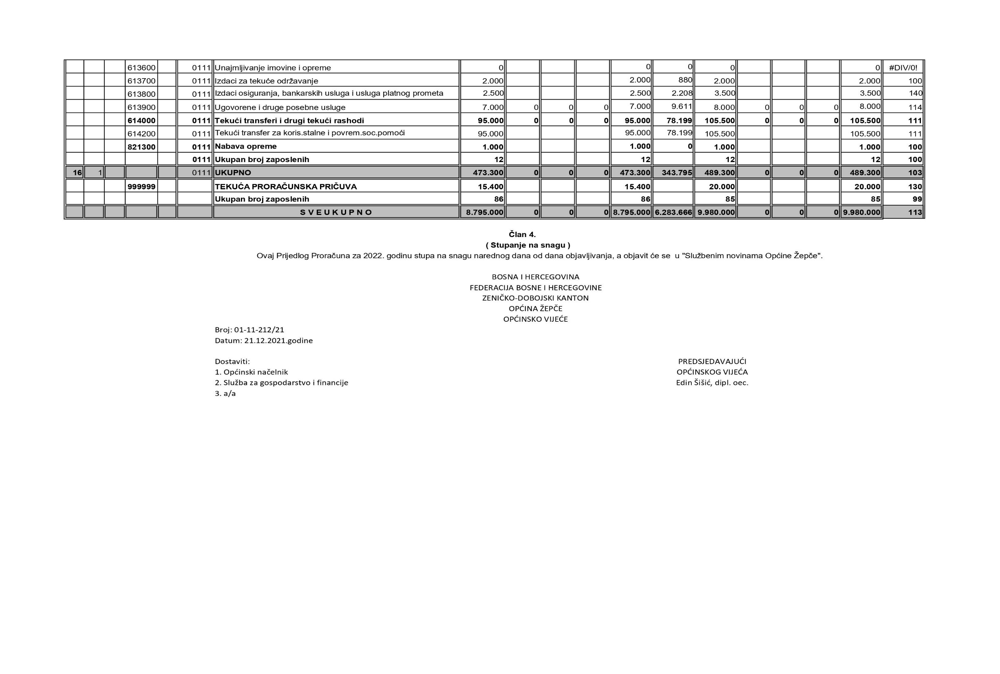 613600 0111 Unajmljivanje imovine i opreme 0 0 0 0 0 #DIV/0!
613700 0111 Izdaci za tekuće održavanje 2.000 2.000 880 2.000 2.000 100
613800 0111 Izdaci osiguranja, bankarskih usluga i usluga platnog prometa 2.500 2.500 2.208 3.500 3.500 140
613900 0111 Ugovorene i druge posebne usluge 7.000 0 0 0 7.000 9.611 8.000 0 0 0 8.000 114
614000 0111 Tekući transferi i drugi tekući rashodi 95.000 0 0 0 95.000 78.199 105.500 0 0 0 105.500 111
614200 0111 Tekući transfer za koris.stalne i povrem.soc.pomoći 95.000 95.000 78.199 105.500 105.500 111
821300 0111 Nabava opreme 1.000 1.000 0 1.000 1.000 100
0111 Ukupan broj zaposlenih 12 12 12 12 100
16 1 0111 UKUPNO 473.300 0 0 0 473.300 343.795 489.300 0 0 0 489.300 103
999999 TEKUĆA PRORAČUNSKA PRIČUVA 15.400 15.400 20.000 20.000 130
Ukupan broj zaposlenih 86 86 85 85 99
S V E U K U P N O 8.795.000 0 0 0 8.795.000 6.283.666 9.980.000 0 0 0 9.980.000 113
Član 4.
( Stupanje na snagu )
Ovaj Prijedlog Proračuna za 2022. godinu stupa na snagu narednog dana od dana objavljivanja, a objavit će se u "Službenim novinama Općine Žepče".
BOSNA I HERCEGOVINA
FEDERACIJA BOSNE I HERCEGOVINE
ZENIČKO-DOBOJSKI KANTON
OPĆINA ŽEPČE
OPĆINSKO VIJEĆE
Broj: 01-11-212/21
Datum: 21.12.2021.godine
Dostaviti:
1. Općinski načelnik
2. Služba za gospodarstvo i financije
3. a/a
PREDSJEDAVAJUĆI
OPĆINSKOG VIJEĆA
Edin Šišić, dipl. oec.